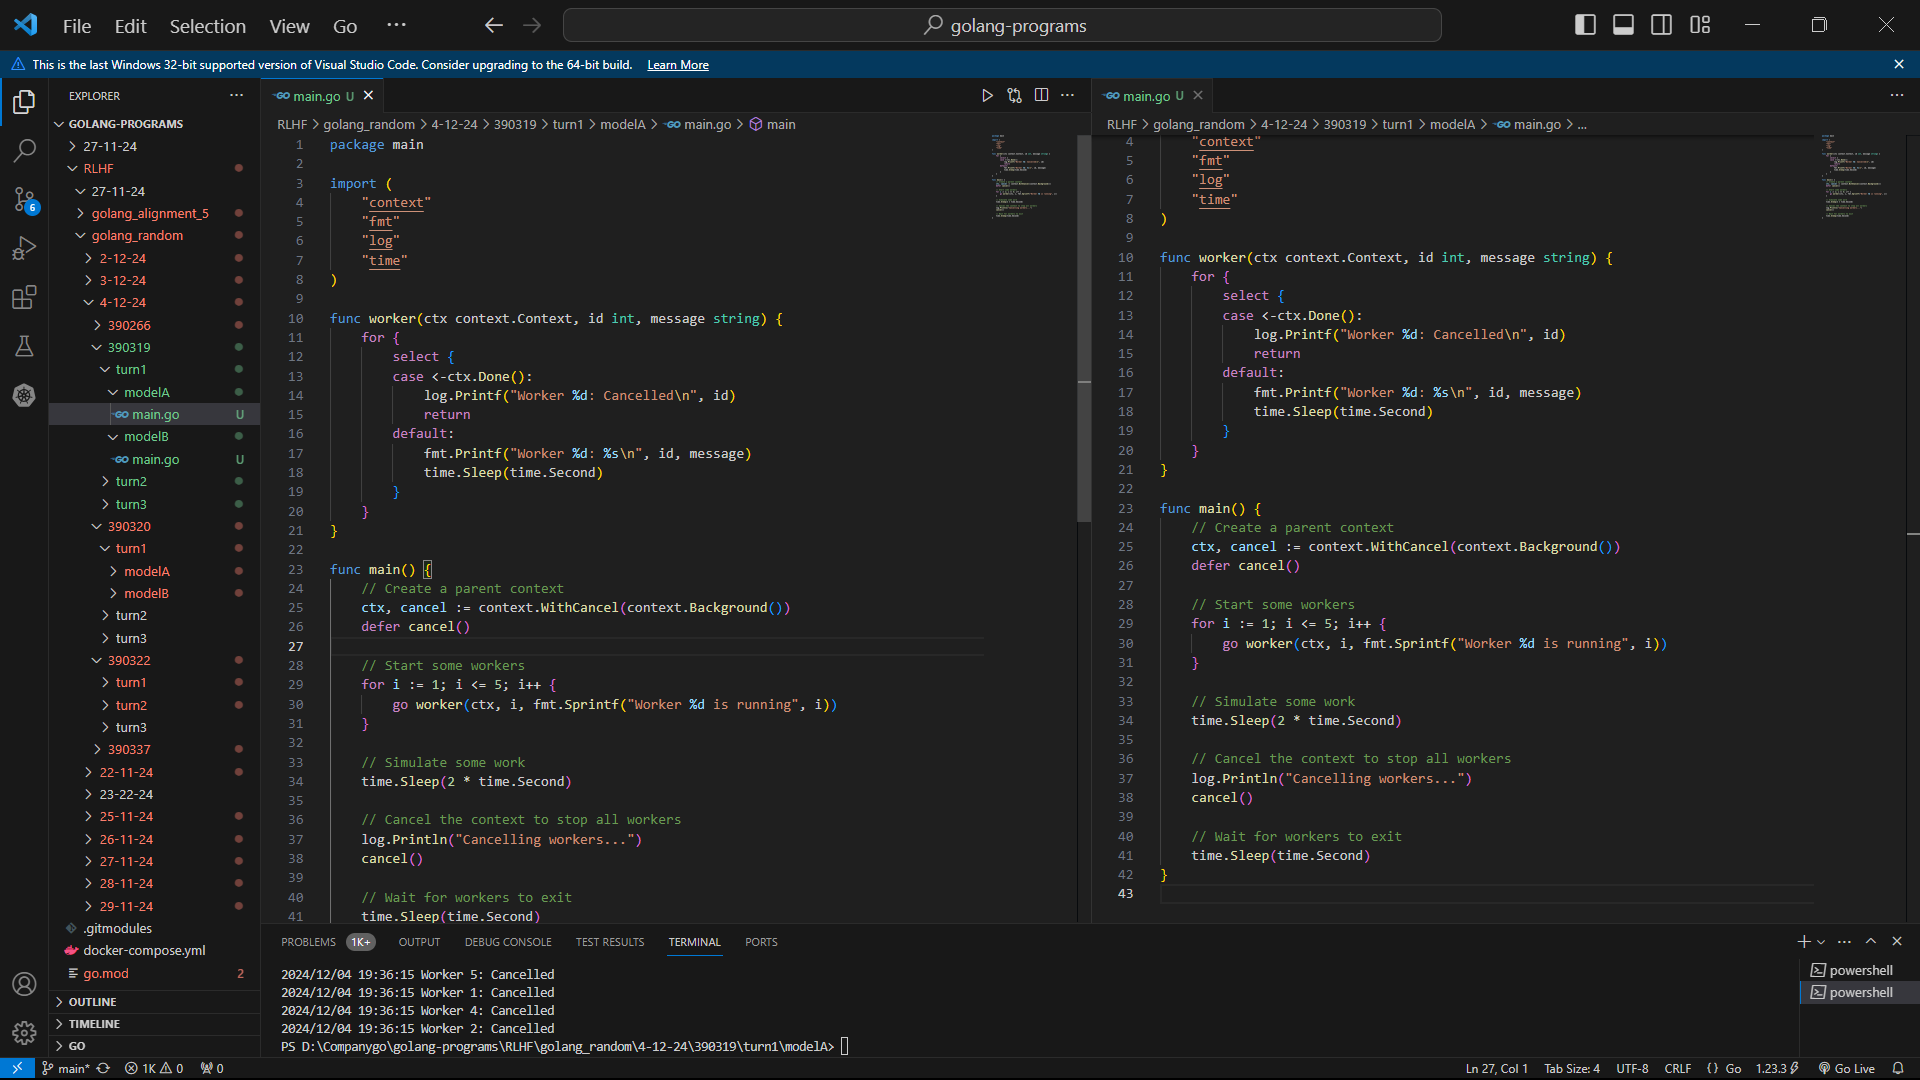 File Edit Selection View Go ··· golang-programs
This is the last Windows 32-bit supported version of Visual Studio Code. Consider upgrading to the 64-bit build. Learn More
EXPLORER
GOLANG-PROGRAMS
27-11-24
RLHF
27-11-24
golang_alignment_5
golang_random
2-12-24
3-12-24
4-12-24
390266
390319
turn1
modelA
main.go U
modelB
main.go U
turn2
turn3
390320
turn1
modelA
modelB
turn2
turn3
390322
turn1
turn2
turn3
390337
22-11-24
23-22-24
25-11-24
26-11-24
27-11-24
28-11-24
29-11-24
.gitmodules
docker-compose.yml
go.mod 2
OUTLINE
TIMELINE
GO
6
main.go U
RLHF > golang_random > 4-12-24 > 390319 > turn1 > modelA > main.go > main
1 package main
2
3 import (
4 "context"
5 "fmt"
6 "log"
7 "time"
8 )
9
10 func worker(ctx context.Context, id int, message string) {
11 for {
12 select {
13 case <-ctx.Done():
14 log.Printf("Worker %d: Cancelled\n", id)
15 return
16 default:
17 fmt.Printf("Worker %d: %s\n", id, message)
18 time.Sleep(time.Second)
19 }
20 }
21 }
22
23 func main() {
24 // Create a parent context
25 ctx, cancel := context.WithCancel(context.Background())
26 defer cancel()
27
28 // Start some workers
29 for i := 1; i <= 5; i++ {
30 go worker(ctx, i, fmt.Sprintf("Worker %d is running", i))
31 }
32
33 // Simulate some work
34 time.Sleep(2 * time.Second)
35
36 // Cancel the context to stop all workers
37 log.Println("Cancelling workers...")
38 cancel()
39
40 // Wait for workers to exit
41 time.Sleep(time.Second)
main.go U
RLHF > golang_random > 4-12-24 > 390319 > turn1 > modelA > main.go > ...
4 "context"
5 "fmt"
6 "log"
7 "time"
8 )
9
10 func worker(ctx context.Context, id int, message string) {
11 for {
12 select {
13 case <-ctx.Done():
14 log.Printf("Worker %d: Cancelled\n", id)
15 return
16 default:
17 fmt.Printf("Worker %d: %s\n", id, message)
18 time.Sleep(time.Second)
19 }
20 }
21 }
22
23 func main() {
24 // Create a parent context
25 ctx, cancel := context.WithCancel(context.Background())
26 defer cancel()
27
28 // Start some workers
29 for i := 1; i <= 5; i++ {
30 go worker(ctx, i, fmt.Sprintf("Worker %d is running", i))
31 }
32
33 // Simulate some work
34 time.Sleep(2 * time.Second)
35
36 // Cancel the context to stop all workers
37 log.Println("Cancelling workers...")
38 cancel()
39
40 // Wait for workers to exit
41 time.Sleep(time.Second)
42 }
43
PROBLEMS 1K+ OUTPUT DEBUG CONSOLE TEST RESULTS TERMINAL PORTS
2024/12/04 19:36:15 Worker 5: Cancelled
2024/12/04 19:36:15 Worker 1: Cancelled
2024/12/04 19:36:15 Worker 4: Cancelled
2024/12/04 19:36:15 Worker 2: Cancelled
PS D:\Companygo\golang-programs\RLHF\golang_random\4-12-24\390319\turn1\modelA>
powershell
powershell
main* 1K 0 0 Ln 27, Col 1 Tab Size: 4 UTF-8 CRLF {} Go 1.23.3 Go Live